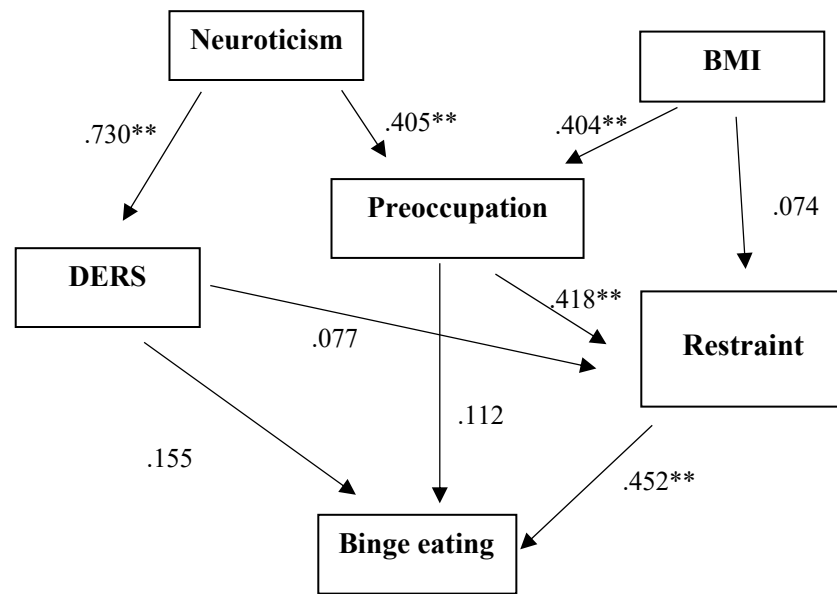 Neuroticism
BMI
.730**
.405**
.404**
Preoccupation
.074
DERS
.418**
.077
Restraint
.112
.155
.452**
Binge eating